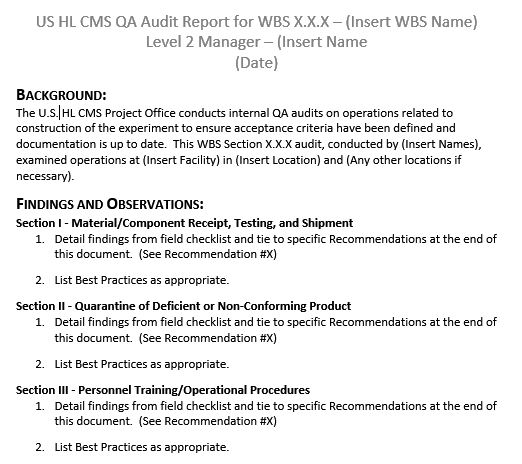 US HL CMS QA Audit Report for WBS X.X.X – (Insert WBS Name)
Level 2 Manager – (Insert Name
(Date)
BACKGROUND:
The U.S. HL CMS Project Office conducts internal QA audits on operations related to
construction of the experiment to ensure acceptance criteria have been defined and
documentation is up to date.  This WBS Section X.X.X audit, conducted by (Insert Names),
examined operations at (Insert Facility) in (Insert Location) and (Any other locations if
necessary).
FINDINGS AND OBSERVATIONS:
Section I - Material/Component Receipt, Testing, and Shipment
1. Detail findings from field checklist and tie to specific Recommendations at the end of
this document.  (See Recommendation #X)
2. List Best Practices as appropriate.
Section II - Quarantine of Deficient or Non-Conforming Product
1. Detail findings from field checklist and tie to specific Recommendations at the end of
this document.  (See Recommendation #X)
2. List Best Practices as appropriate.
Section III - Personnel Training/Operational Procedures
1. Detail findings from field checklist and tie to specific Recommendations at the end of
this document.  (See Recommendation #X)
2. List Best Practices as appropriate.